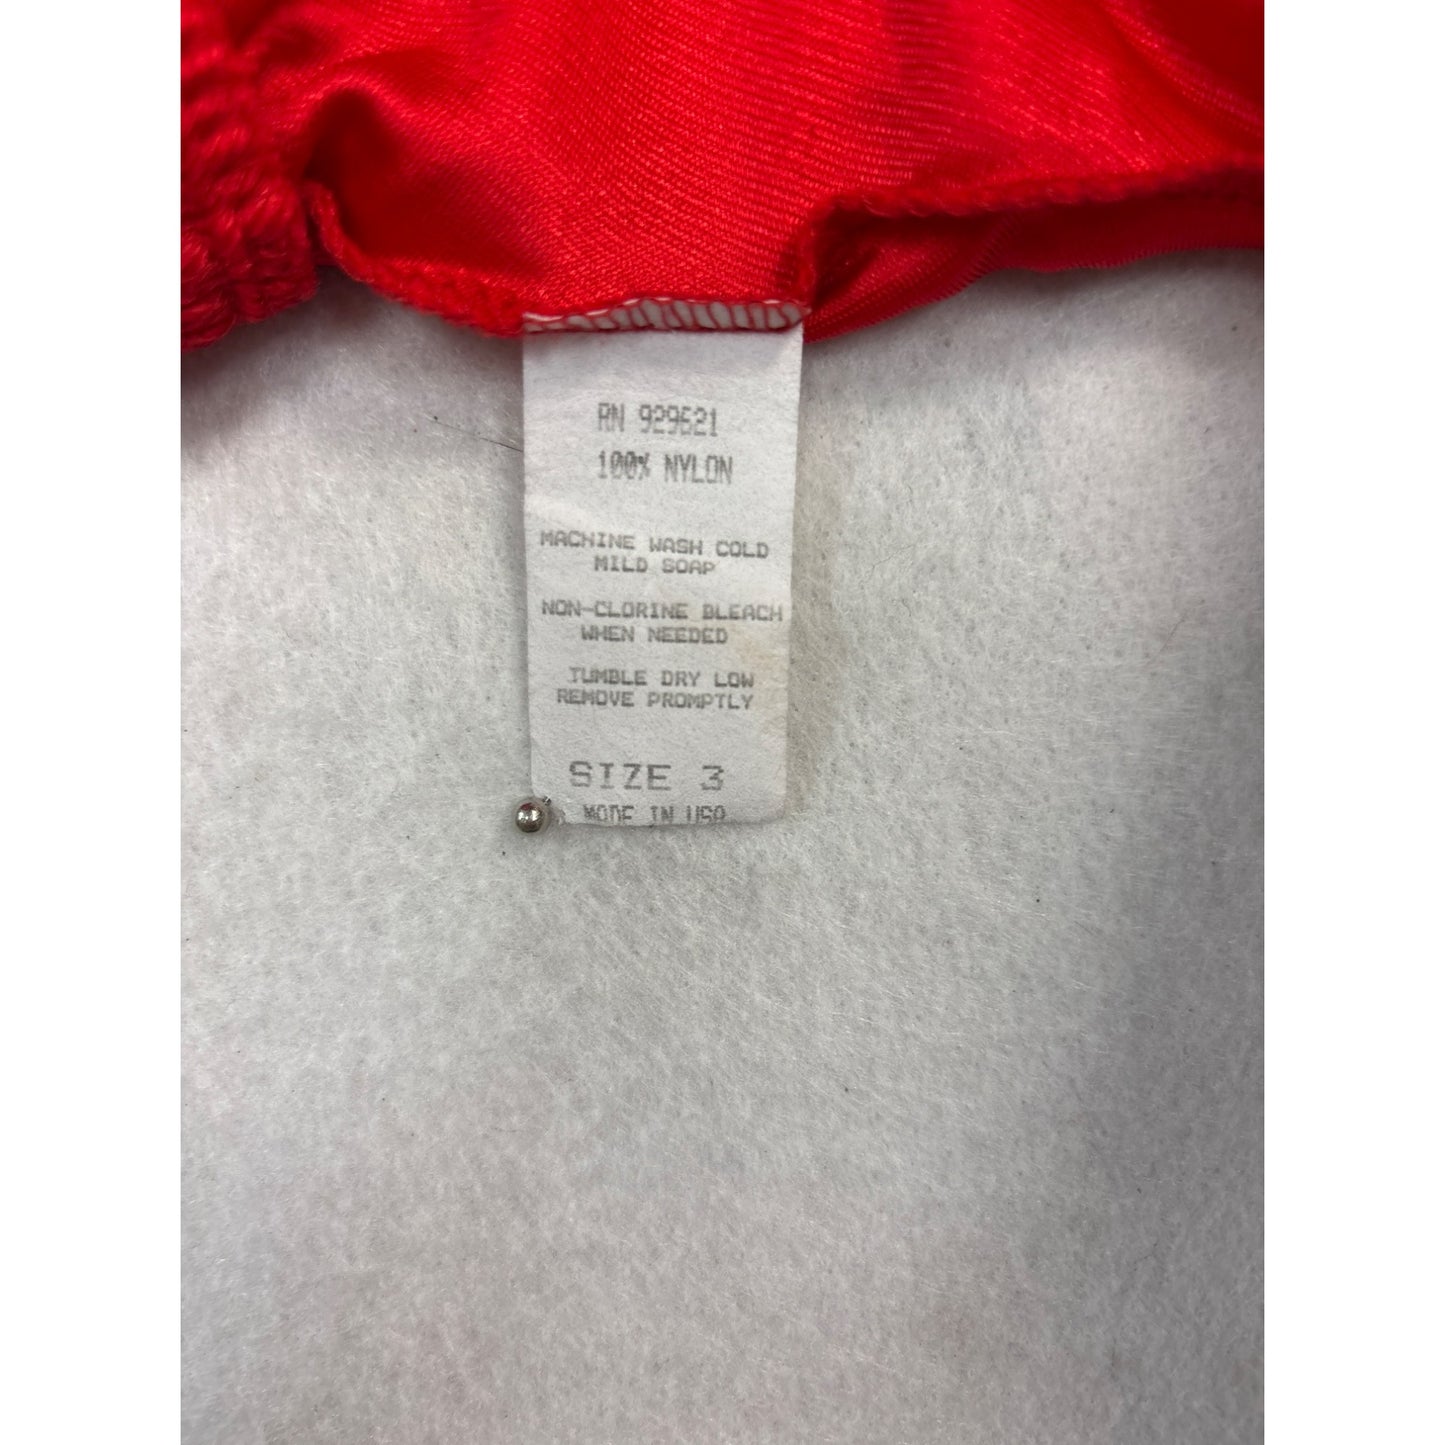 RN 929621
100% NYLON
MACHINE WASH COLD
MILD SOAP
NON-CLORINE BLEACH
WHEN NEEDED
TUMBLE DRY LOW
REMOVE PROMPTLY
SIZE 3
MADE IN USA